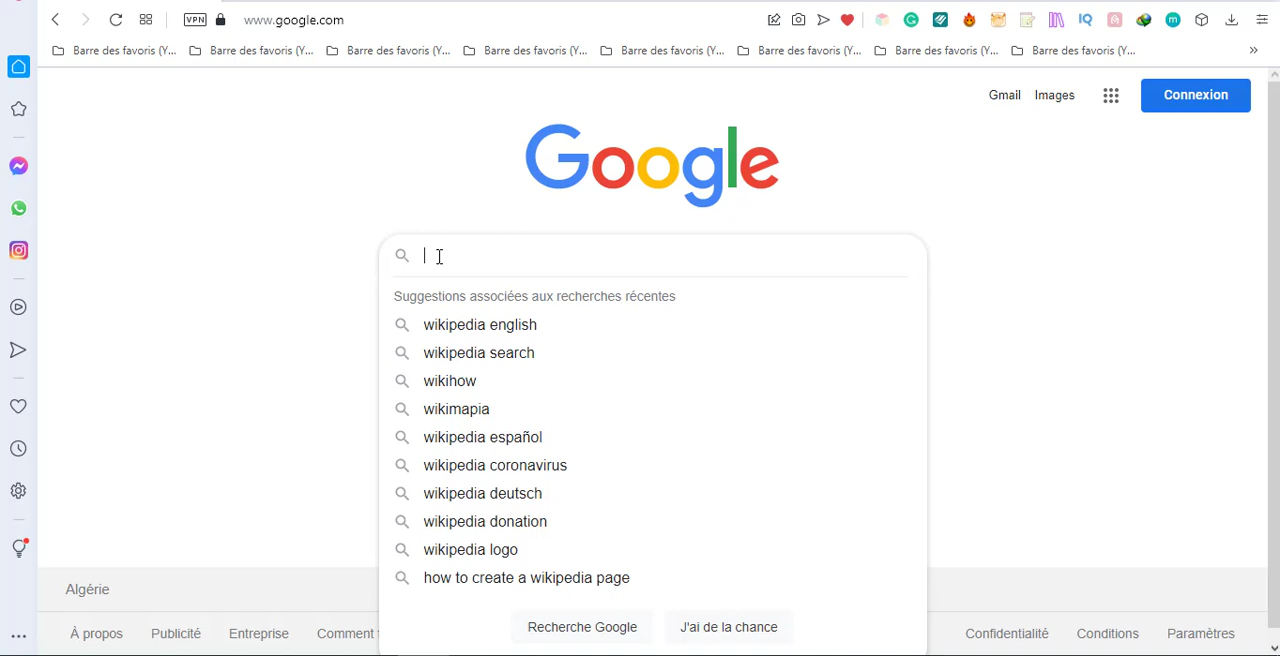 VPN www.google.com IQ m
Barre des favoris (Y... Barre des favoris (Y... Barre des favoris (Y... Barre des favoris (Y... Barre des favoris (Y... Barre des favoris (Y... Barre des favoris (Y... Barre des favoris (Y... »
Gmail Images Connexion
Google
Suggestions associées aux recherches récentes
wikipedia english
wikipedia search
wikihow
wikimapia
wikipedia español
wikipedia coronavirus
wikipedia deutsch
wikipedia donation
wikipedia logo
how to create a wikipedia page
Recherche Google J'ai de la chance
Algérie
À propos Publicité Entreprise Comment Confidentialité Conditions Paramètres